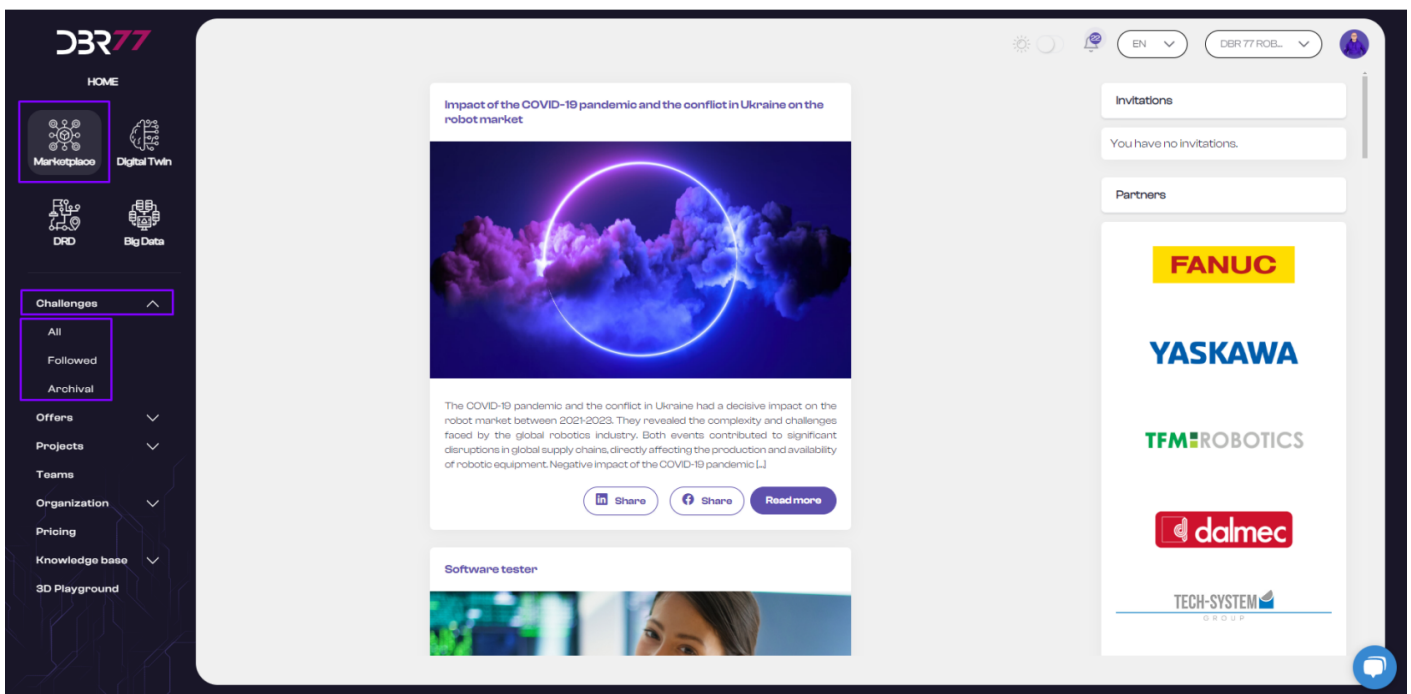 DBR77
HOME
Marketplace
Digital Twin
DRD
Big Data
Challenges
All
Followed
Archival
Offers
Projects
Teams
Organization
Pricing
Knowledge base
3D Playground
22
EN
DBR 77 ROB...
Impact of the COVID-19 pandemic and the conflict in Ukraine on the
robot market
The COVID-19 pandemic and the conflict in Ukraine had a decisive impact on the
robot market between 2021-2023. They revealed the complexity and challenges
faced by the global robotics industry. Both events contributed to significant
disruptions in global supply chains, directly affecting the production and availability
of robotic equipment. Negative impact of the COVID-19 pandemic [...]
Share
Share
Read more
Software tester
Invitations
You have no invitations.
Partners
FANUC
YASKAWA
TFM ROBOTICS
dalmec
TECH-SYSTEM
GROUP